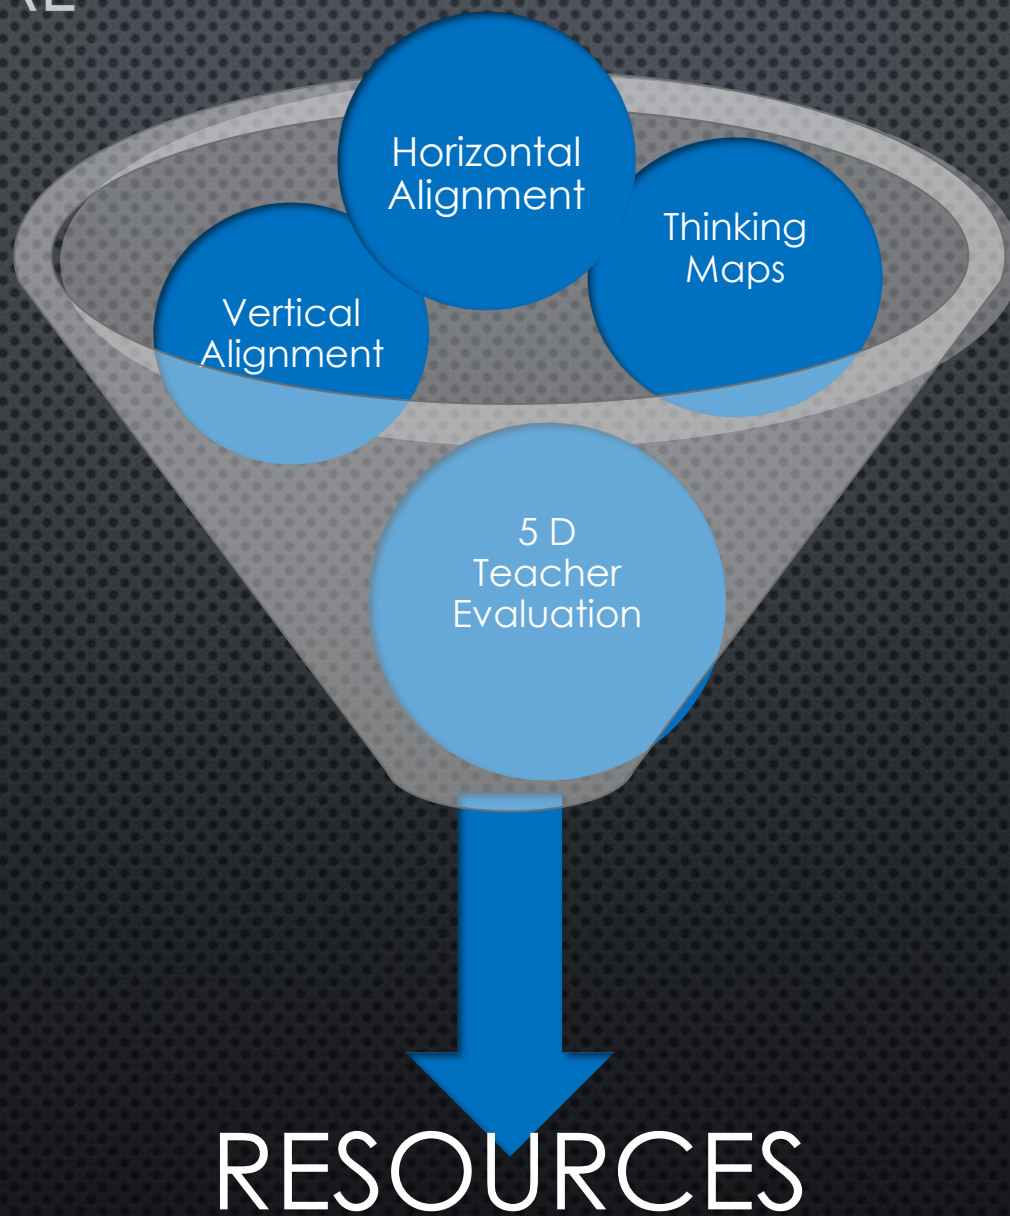 Horizontal
Alignment
Thinking
Maps
Vertical
Alignment
5 D
Teacher
Evaluation
RESOURCES